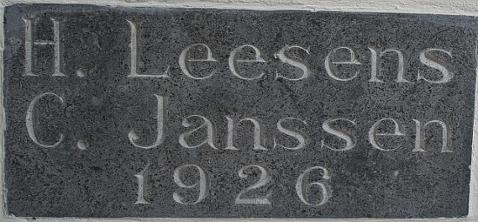 H. Leesens
C. Janssen
1926